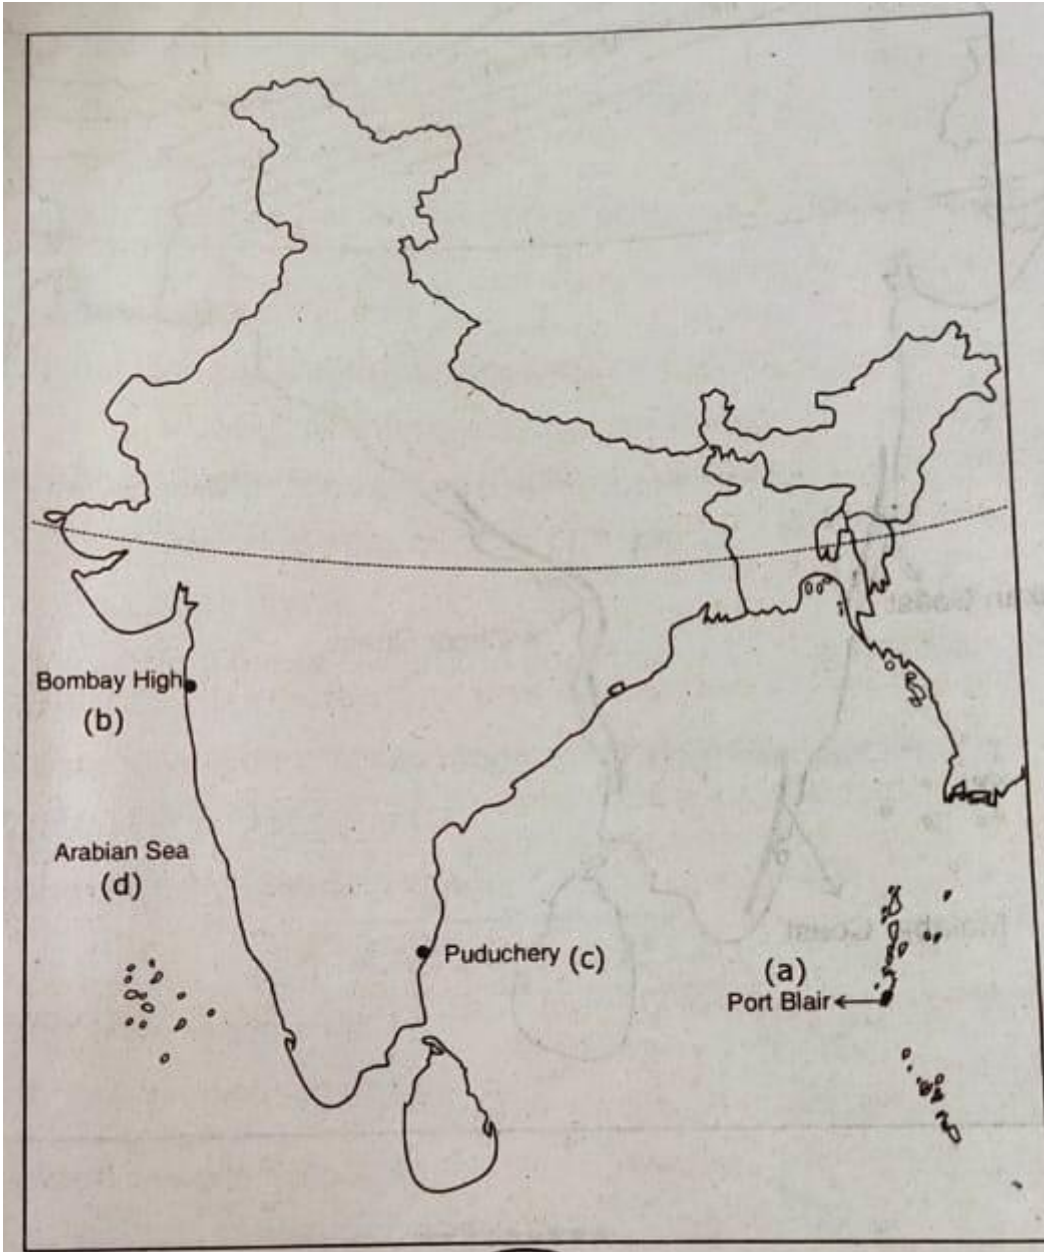 Bombay High
(b)
Arabian Sea
(d)
Puduchery (c)
(a)
Port Blair